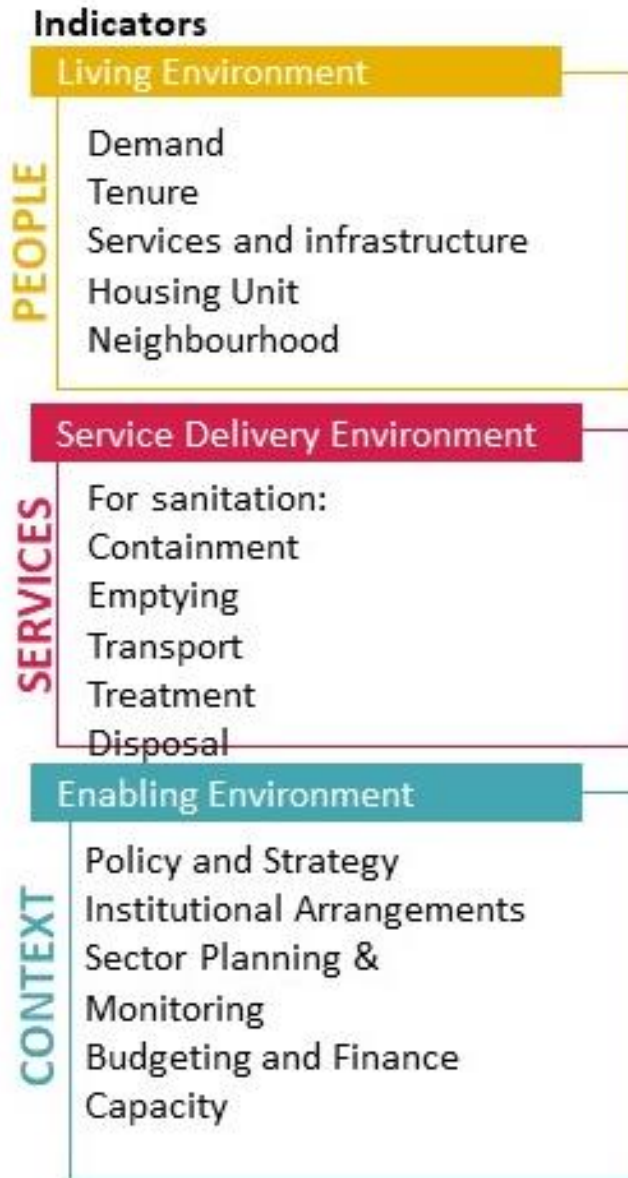 Indicators
Living Environment
PEOPLE
Demand
Tenure
Services and infrastructure
Housing Unit
Neighbourhood
Service Delivery Environment
SERVICES
For sanitation:
Containment
Emptying
Transport
Treatment
Disposal
Enabling Environment
CONTEXT
Policy and Strategy
Institutional Arrangements
Sector Planning &
Monitoring
Budgeting and Finance
Capacity